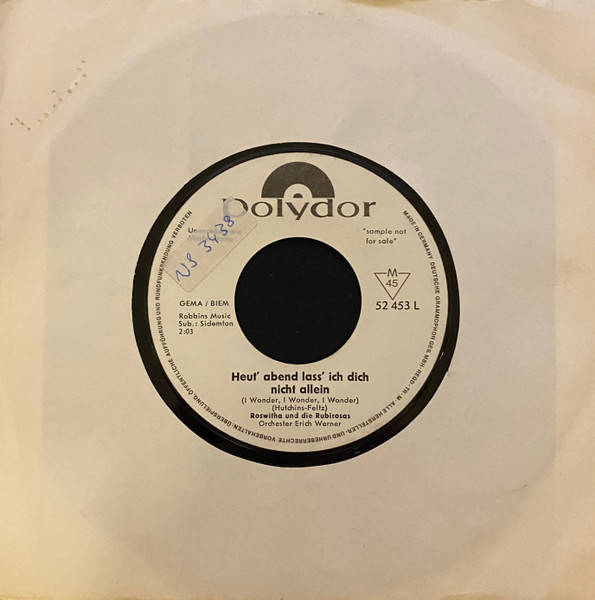 polydor
"sample not
for sale"
NS 3438
M
45
52 453 L
GEMA / BIEM
Robbins Music
Sub.: Sidemton
2:03
Heut' abend lass' ich dich
nicht allein
(I Wonder, I Wonder, I Wonder)
(Hutchins-Feltz)
Roswitha und die Rubirosas
Orchester Erich Werner
MADE IN GERMANY · DEUTSCHE GRAMMOPHON GES. MBH · REGD · TM · ALLE HERSTELLER- UND URHEBERRECHTE VORBEHALTEN · ÜBERSPIELUNG, ÖFFENTLICHE AUFFÜHRUNG UND RUNDFUNKSENDUNG VERBOTEN